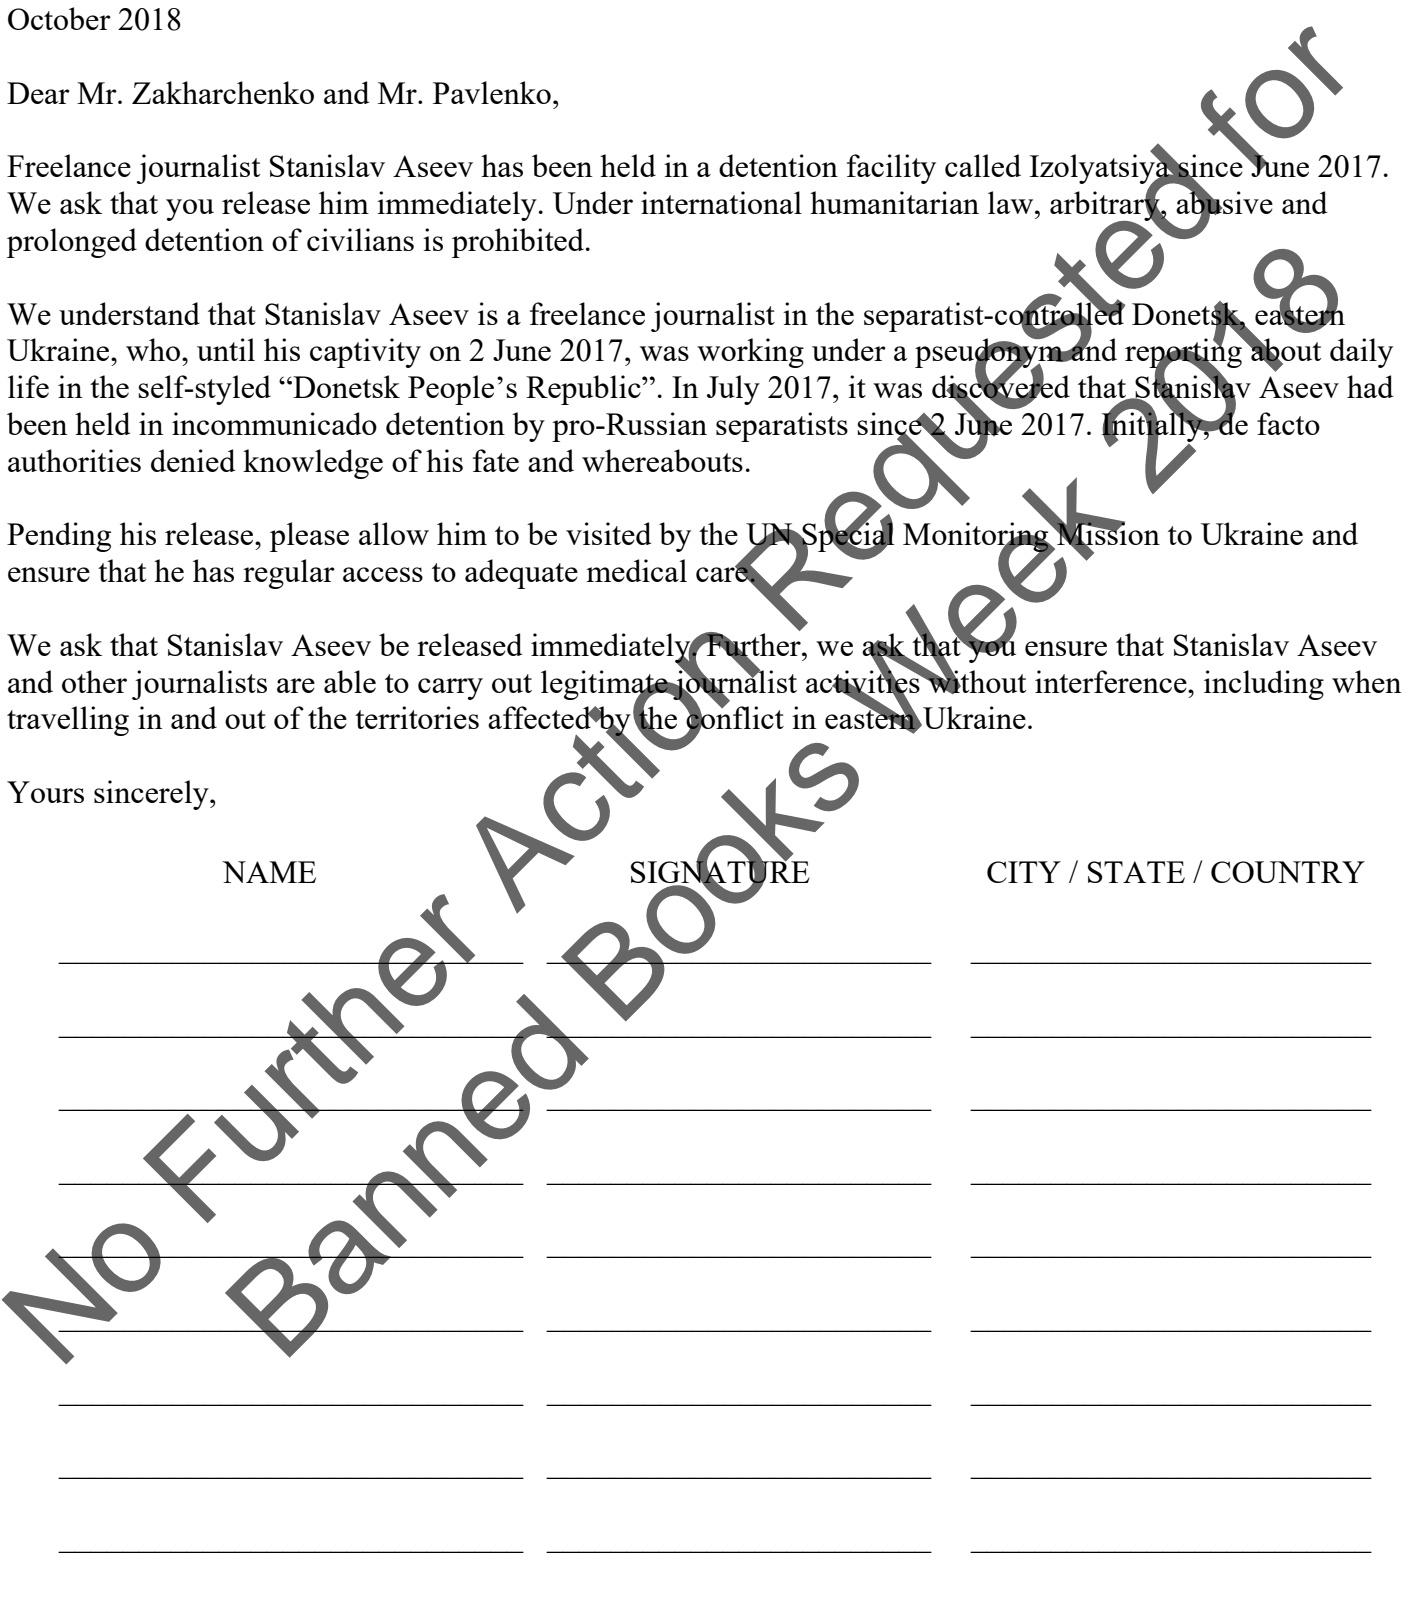 October 2018
Dear Mr. Zakharchenko and Mr. Pavlenko,
Freelance journalist Stanislav Aseev has been held in a detention facility called Izolyatsiya since June 2017.
We ask that you release him immediately. Under international humanitarian law, arbitrary, abusive and
prolonged detention of civilians is prohibited.
We understand that Stanislav Aseev is a freelance journalist in the separatist-controlled Donetsk, eastern
Ukraine, who, until his captivity on 2 June 2017, was working under a pseudonym and reporting about daily
life in the self-styled “Donetsk People’s Republic”. In July 2017, it was discovered that Stanislav Aseev had
been held in incommunicado detention by pro-Russian separatists since 2 June 2017. Initially, de facto
authorities denied knowledge of his fate and whereabouts.
Pending his release, please allow him to be visited by the UN Special Monitoring Mission to Ukraine and
ensure that he has regular access to adequate medical care.
We ask that Stanislav Aseev be released immediately. Further, we ask that you ensure that Stanislav Aseev
and other journalists are able to carry out legitimate journalist activities without interference, including when
travelling in and out of the territories affected by the conflict in eastern Ukraine.
Yours sincerely,
NAME SIGNATURE CITY / STATE / COUNTRY
No Further Action Requested for
Banned Books Week 2018